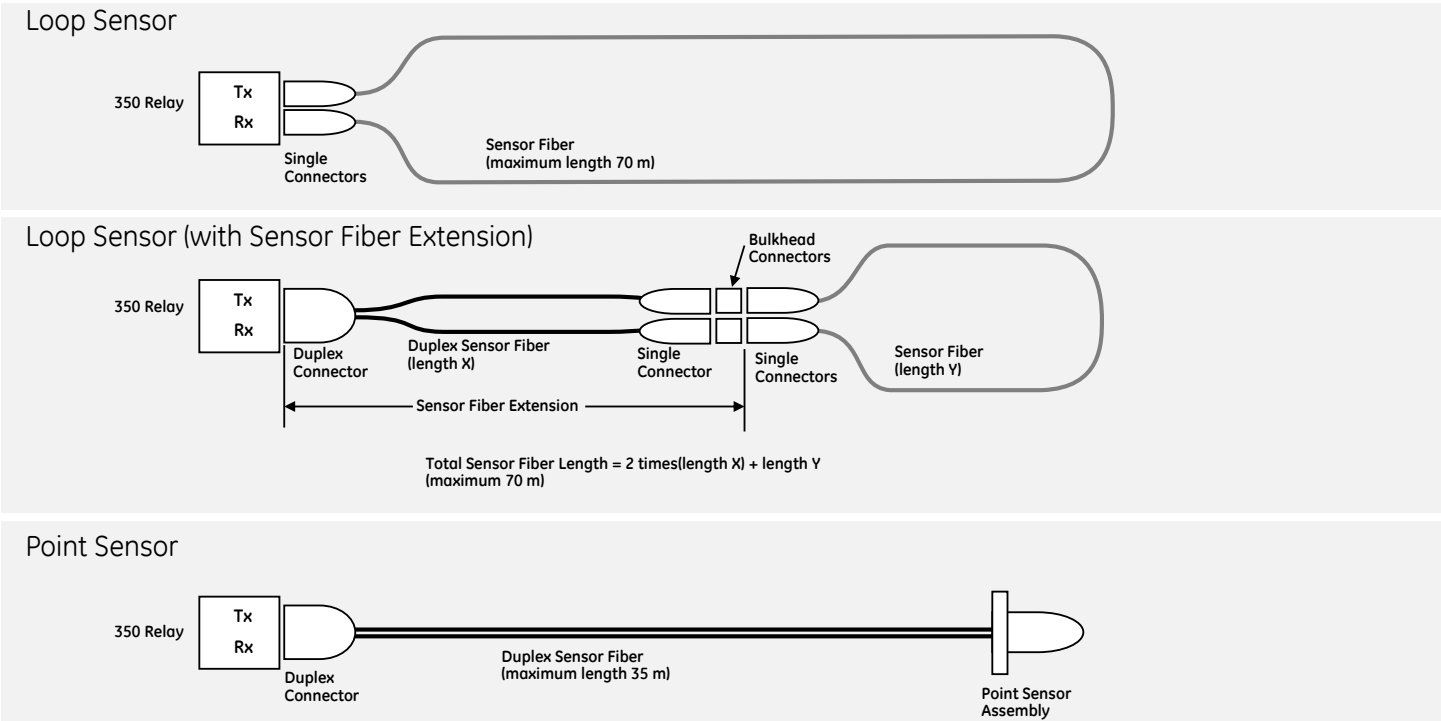 Loop Sensor
350 Relay
Tx
Rx
Single
Connectors
Sensor Fiber
(maximum length 70 m)
Loop Sensor (with Sensor Fiber Extension)
350 Relay
Tx
Rx
Duplex
Connector
Duplex Sensor Fiber
(length X)
Bulkhead
Connectors
Single
Connector
Single
Connectors
Sensor Fiber
(length Y)
Sensor Fiber Extension
Total Sensor Fiber Length = 2 times(length X) + length Y
(maximum 70 m)
Point Sensor
350 Relay
Tx
Rx
Duplex
Connector
Duplex Sensor Fiber
(maximum length 35 m)
Point Sensor
Assembly